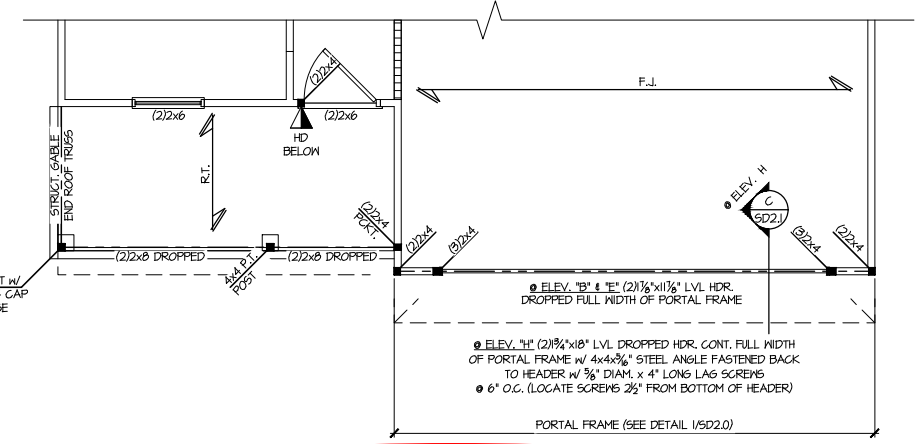 (2)2x4
F.J.
(2)2x6
(2)2x6
HD
BELOW
STRUCT. GABLE
END ROOF TRUSS
R.T.
@ ELEV. H
C
SD2.1
(2)2x4
PCKT.
(2)2x4
(3)2x4
(3)2x4
(2)2x4
(2)2x8 DROPPED
(2)2x8 DROPPED
4x4 P.T.
POST
T W/
CAP
SE
@ ELEV. "B" & "E" (2)1⅞"x11⅞" LVL HDR.
DROPPED FULL WIDTH OF PORTAL FRAME
@ ELEV. "H" (2)1¾"x18" LVL DROPPED HDR. CONT. FULL WIDTH
OF PORTAL FRAME W/ 4x4x5⁄16" STEEL ANGLE FASTENED BACK
TO HEADER W/ ⅝" DIAM. x 4" LONG LAG SCREWS
@ 6" O.C. (LOCATE SCREWS 2½" FROM BOTTOM OF HEADER)
PORTAL FRAME (SEE DETAIL 1/SD2.0)